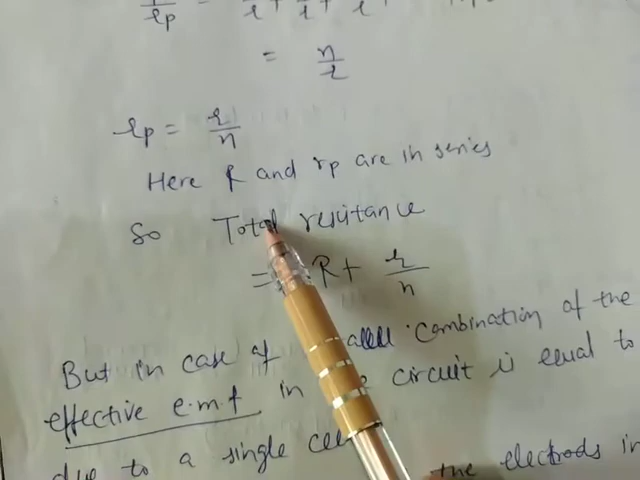 = n/r
rp = r/n
Here R and rp are in series
So Total resistance
= R + r/n
But in case of combination of the
effective e.m.f in circuit is equal to
due to a single the electrods in